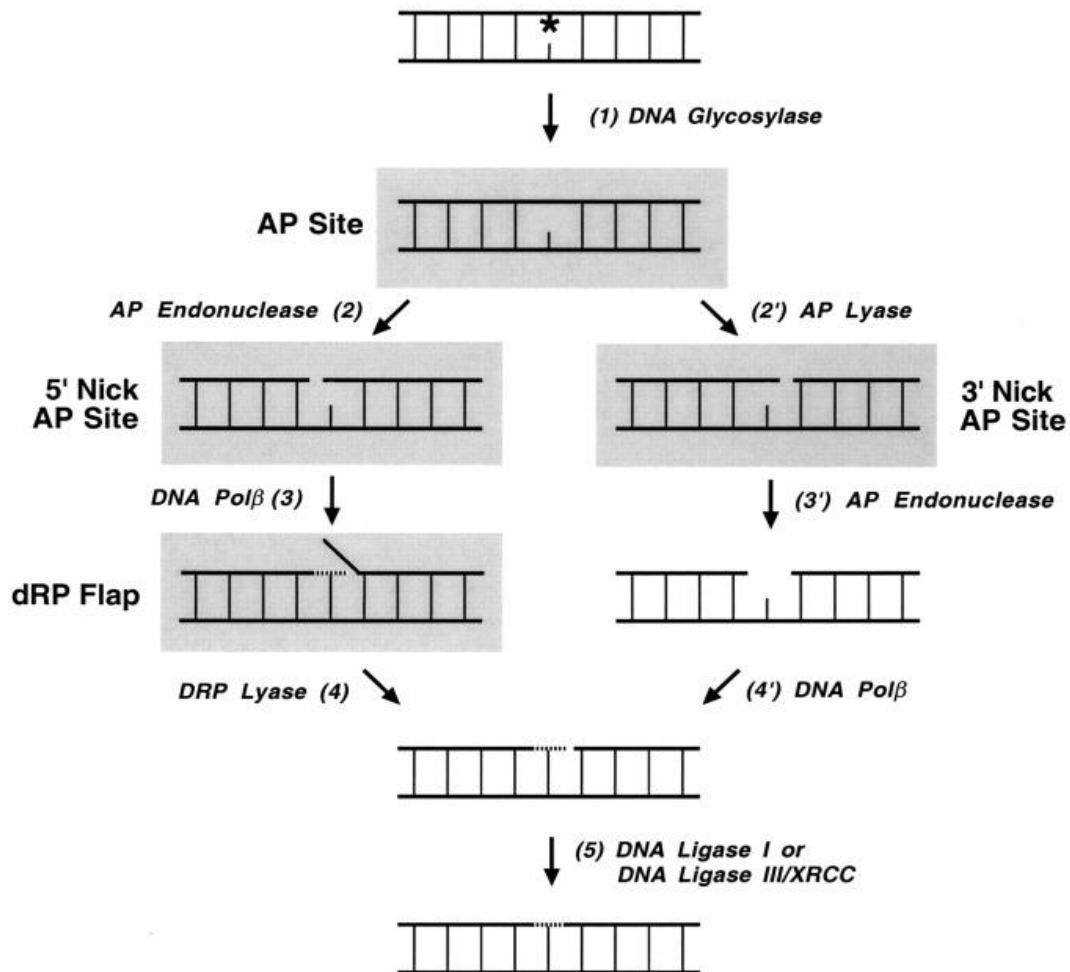 *
(1) DNA Glycosylase
AP Site
AP Endonuclease (2)
(2') AP Lyase
5' Nick
AP Site
3' Nick
AP Site
DNA Polβ (3)
(3') AP Endonuclease
dRP Flap
DRP Lyase (4)
(4') DNA Polβ
(5) DNA Ligase I or
DNA Ligase III/XRCC